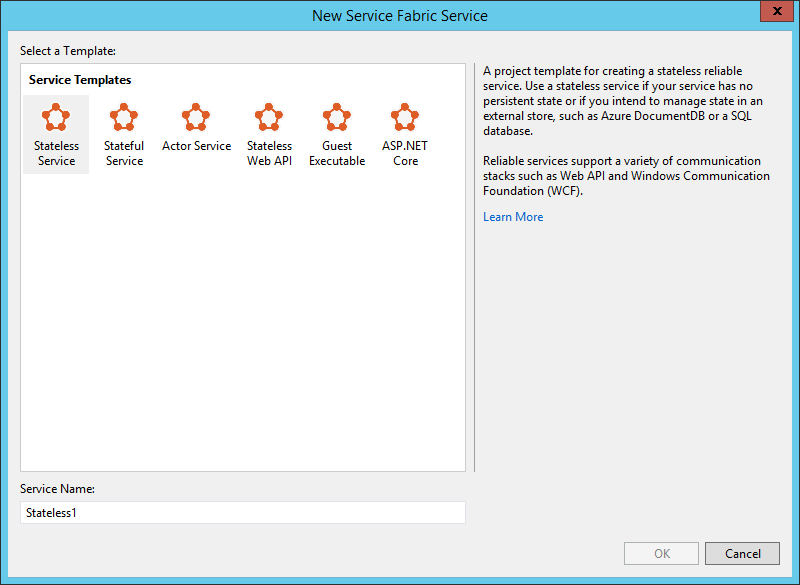 New Service Fabric Service
x
Select a Template:
Service Templates
Stateless
Service
Stateful
Service
Actor Service
Stateless
Web API
Guest
Executable
ASP.NET
Core
A project template for creating a stateless reliable
service. Use a stateless service if your service has no
persistent state or if you intend to manage state in an
external store, such as Azure DocumentDB or a SQL
database.
Reliable services support a variety of communication
stacks such as Web API and Windows Communication
Foundation (WCF).
Learn More
Service Name:
Stateless1
OK
Cancel